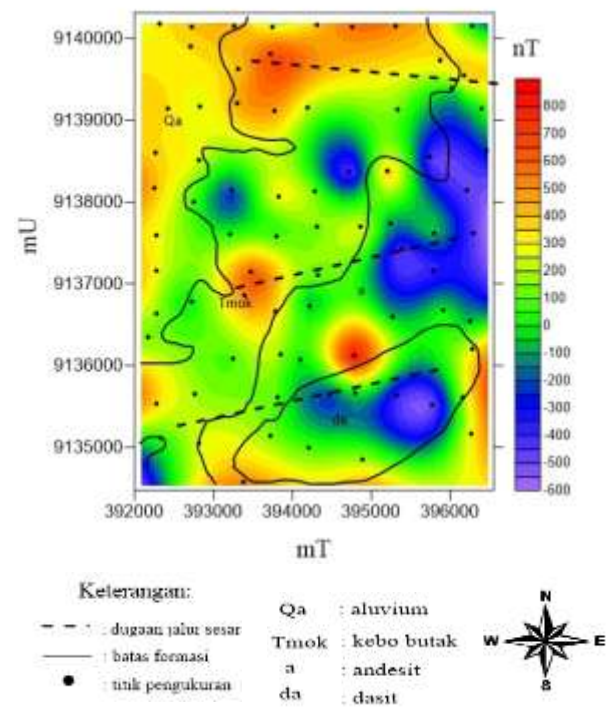 nT
9140000
9139000
9138000
9137000
9136000
9135000
mU
Qa
Tmok
a
da
800
700
600
500
400
300
200
100
0
-100
-200
-300
-400
-500
-600
392000 393000 394000 395000 396000
mT
Keterangan:
: dugaan jalur sesar
: batas formasi
: titik pengukuran
Qa : aluvium
Tmok : kebo butak
a : andesit
da : dasit
N
W E
S